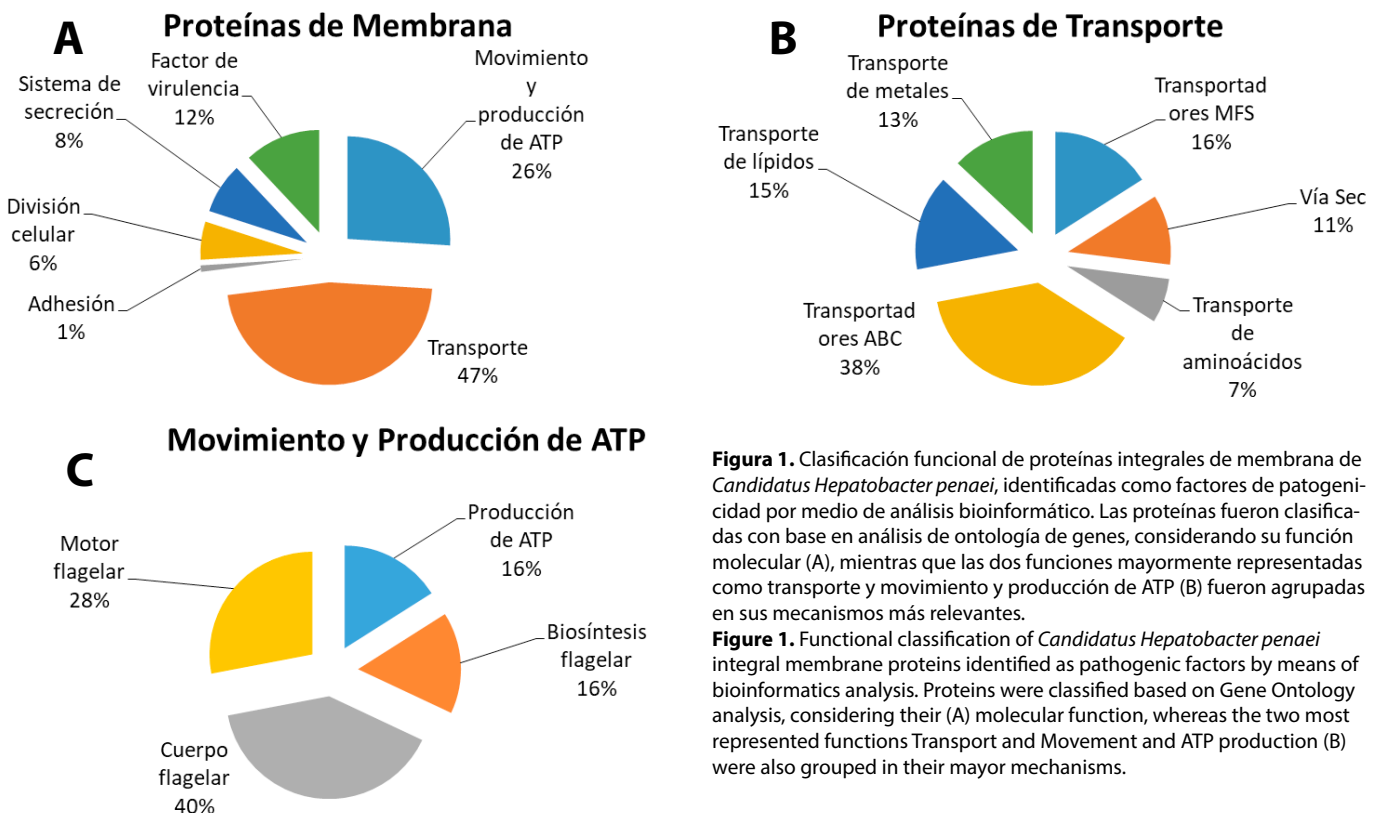 A
Proteínas de Membrana
Factor de
virulencia
12%
Movimiento
y
producción
de ATP
26%
Sistema de
secreción
8%
División
celular
6%
Adhesión
1%
Transporte
47%
B
Proteínas de Transporte
Transporte
de metales
13%
Transportad
ores MFS
16%
Transporte
de lípidos
15%
Vía Sec
11%
Transportad
ores ABC
38%
Transporte
de
aminoácidos
7%
C
Movimiento y Producción de ATP
Producción
de ATP
16%
Motor
flagelar
28%
Biosíntesis
flagelar
16%
Cuerpo
flagelar
40%
Figura 1. Clasificación funcional de proteínas integrales de membrana de
Candidatus Hepatobacter penaei, identificadas como factores de patogeni-
cidad por medio de análisis bioinformático. Las proteínas fueron clasifica-
das con base en análisis de ontología de genes, considerando su función
molecular (A), mientras que las dos funciones mayormente representadas
como transporte y movimiento y producción de ATP (B) fueron agrupadas
en sus mecanismos más relevantes.
Figure 1. Functional classification of Candidatus Hepatobacter penaei
integral membrane proteins identified as pathogenic factors by means of
bioinformatics analysis. Proteins were classified based on Gene Ontology
analysis, considering their (A) molecular function, whereas the two most
represented functions Transport and Movement and ATP production (B)
were also grouped in their mayor mechanisms.